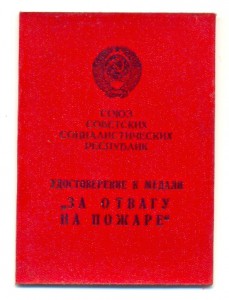 СОЮЗ
СОВЕТСКИХ
СОЦИАЛИСТИЧЕСКИХ
РЕСПУБЛИК
УДОСТОВЕРЕНИЕ К МЕДАЛИ
„ЗА ОТВАГУ
НА ПОЖАРЕ“